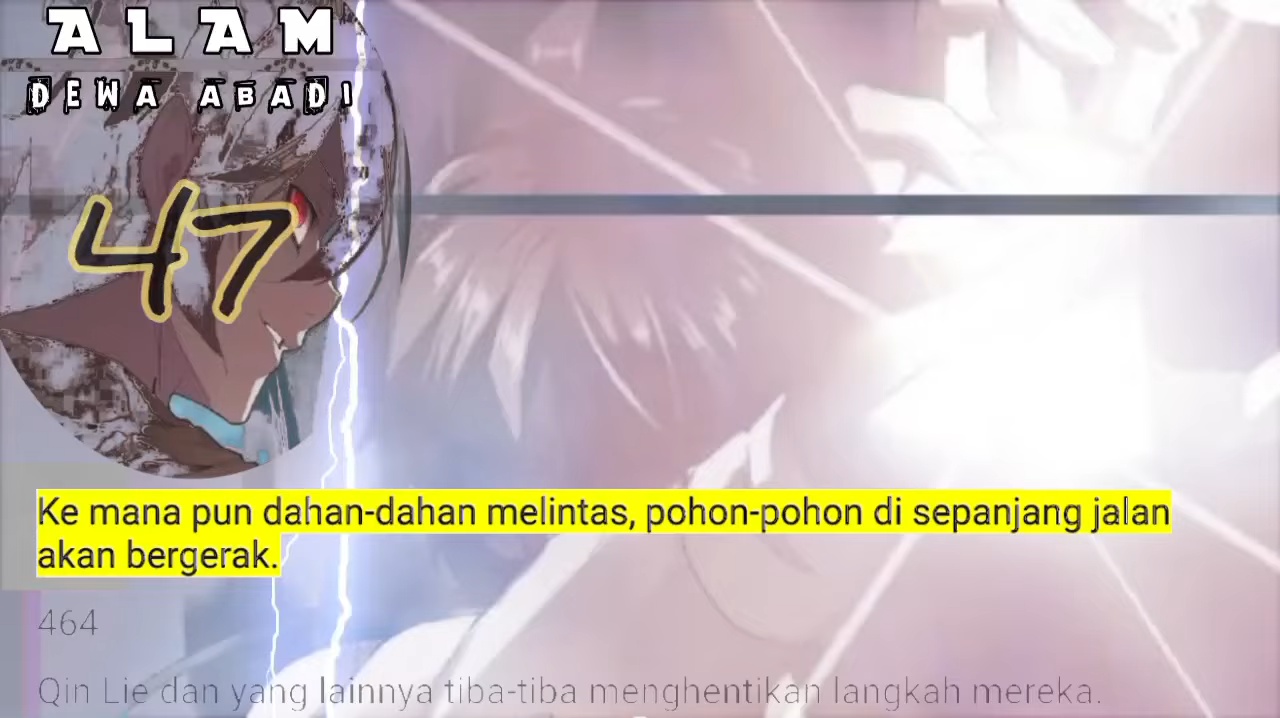 ALAM
DEWA ABADI
47
Ke mana pun dahan-dahan melintas, pohon-pohon di sepanjang jalan
akan bergerak.
464
Qin Lie dan yang lainnya tiba-tiba menghentikan langkah mereka.